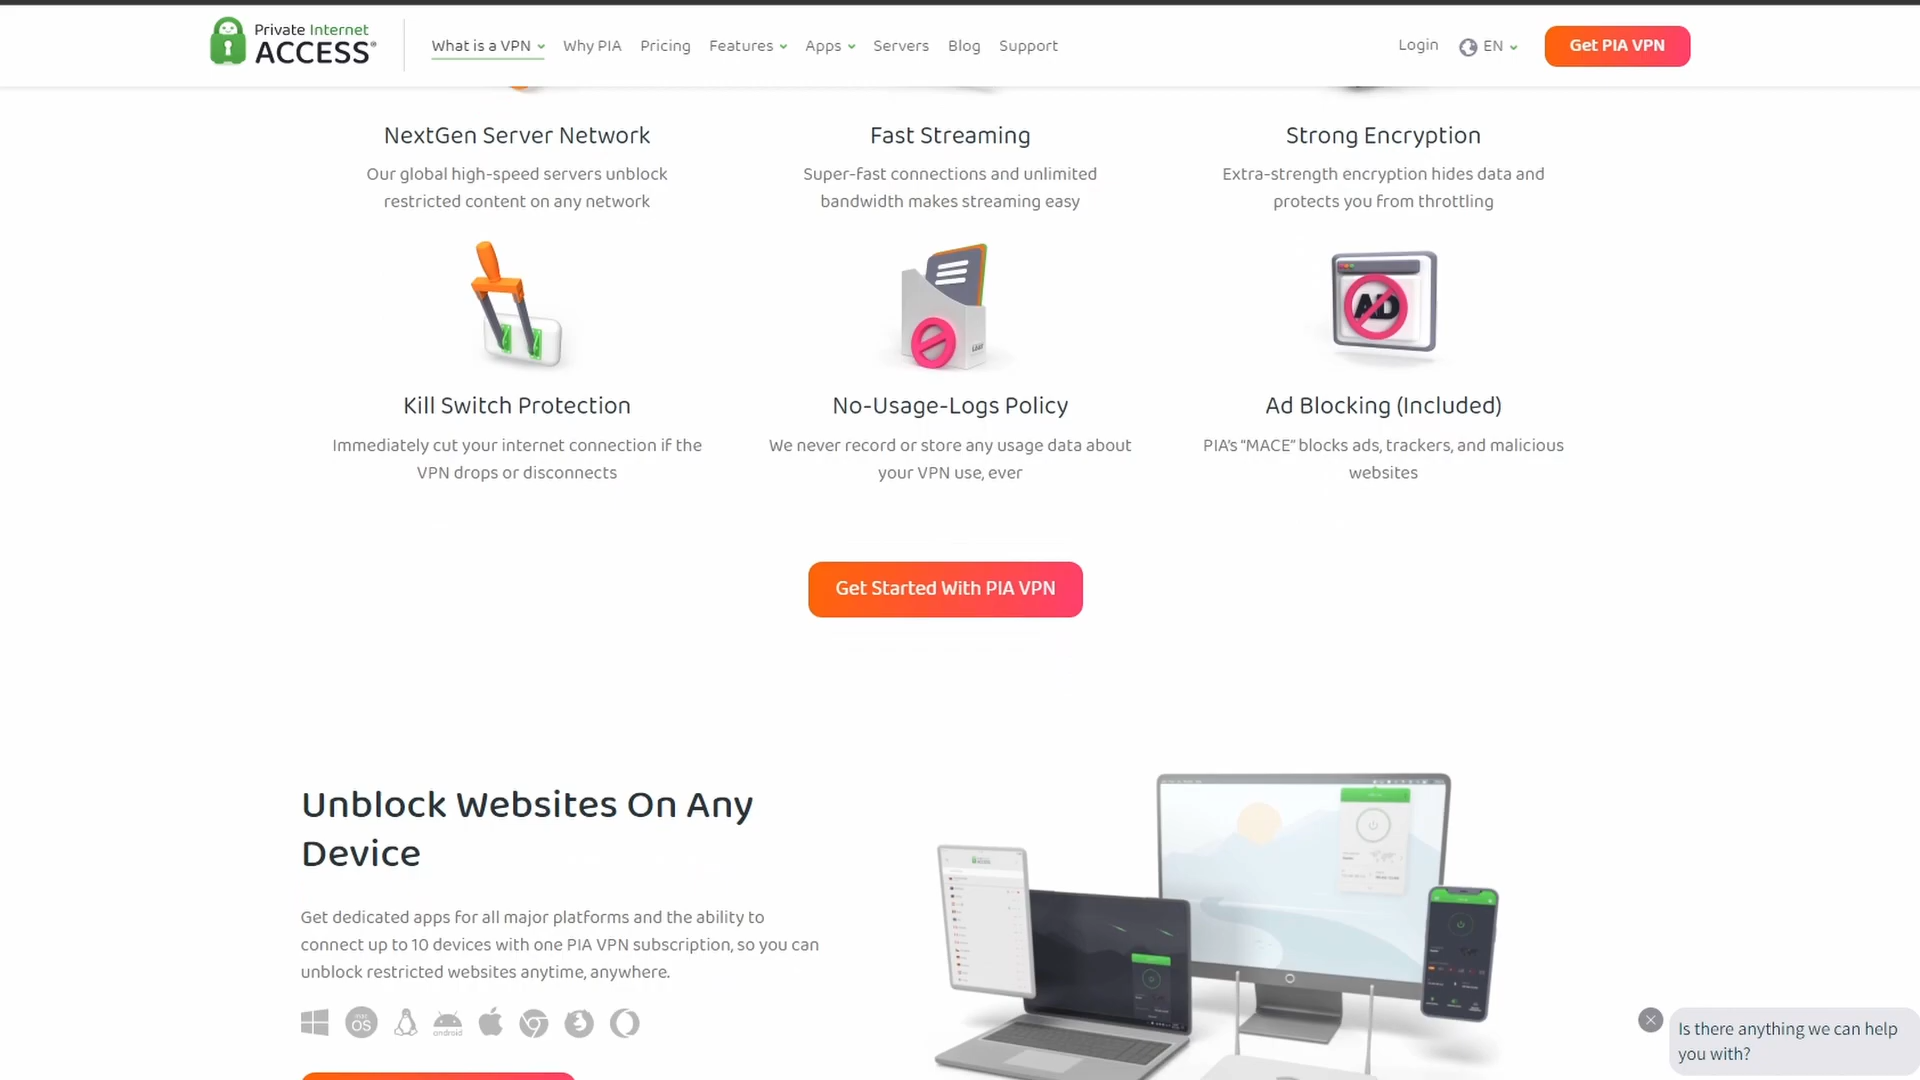 Private Internet
ACCESS®
What is a VPN
Why PIA
Pricing
Features
Apps
Servers
Blog
Support
Login
EN
Get PIA VPN
NextGen Server Network
Our global high-speed servers unblock
restricted content on any network
Fast Streaming
Super-fast connections and unlimited
bandwidth makes streaming easy
Strong Encryption
Extra-strength encryption hides data and
protects you from throttling
AD
Kill Switch Protection
Immediately cut your internet connection if the
VPN drops or disconnects
No-Usage-Logs Policy
We never record or store any usage data about
your VPN use, ever
Ad Blocking (Included)
PIA's “MACE” blocks ads, trackers, and malicious
websites
Get Started With PIA VPN
Unblock Websites On Any
Device
Get dedicated apps for all major platforms and the ability to
connect up to 10 devices with one PIA VPN subscription, so you can
unblock restricted websites anytime, anywhere.
OS
android
Is there anything we can help
you with?